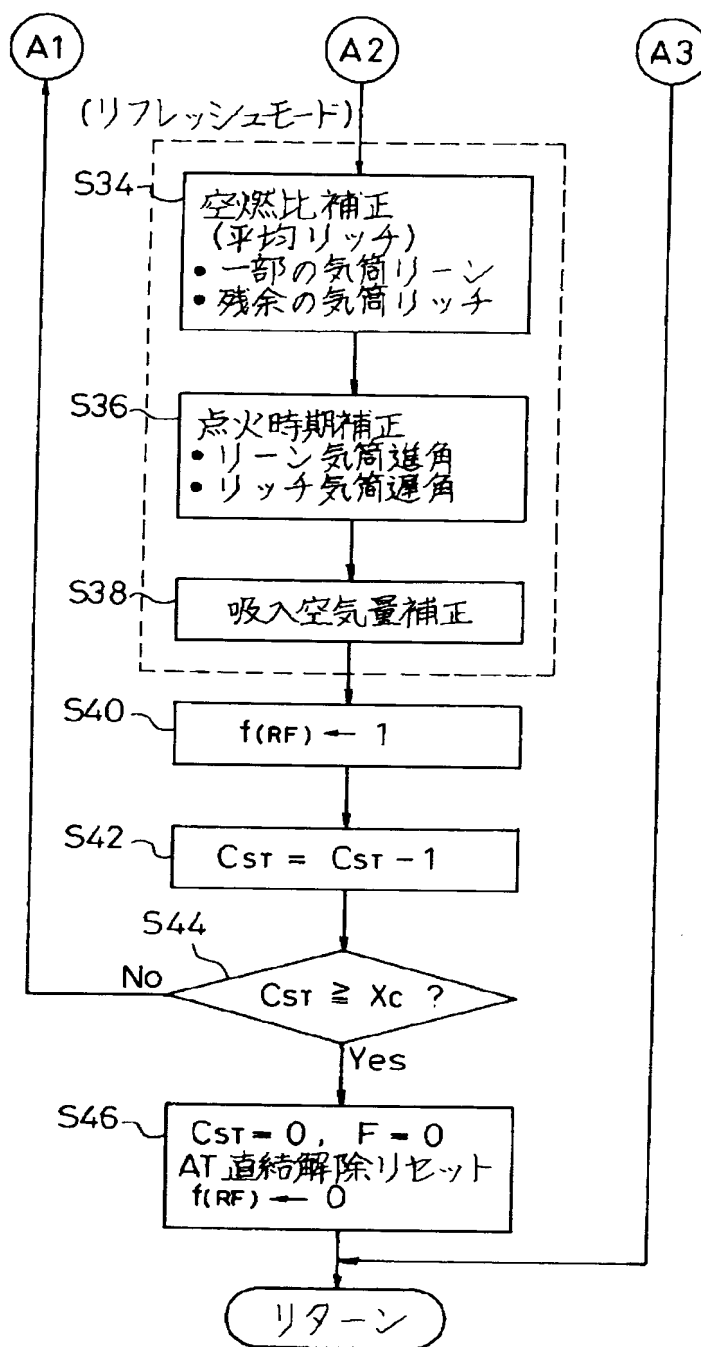 A1
A2
A3
(リフレッシュモード)
S34
空燃比補正
(平均リッチ)
• 一部の気筒リーン
• 残余の気筒リッチ
S36
点火時期補正
• リーン気筒進角
• リッチ気筒遅角
S38
吸入空気量補正
S40
f(RF) ← 1
S42
CST = CST − 1
S44
No
CST ≧ XC ?
Yes
S46
CST = 0, F = 0
AT直結解除リセット
f(RF) ← 0
リターン